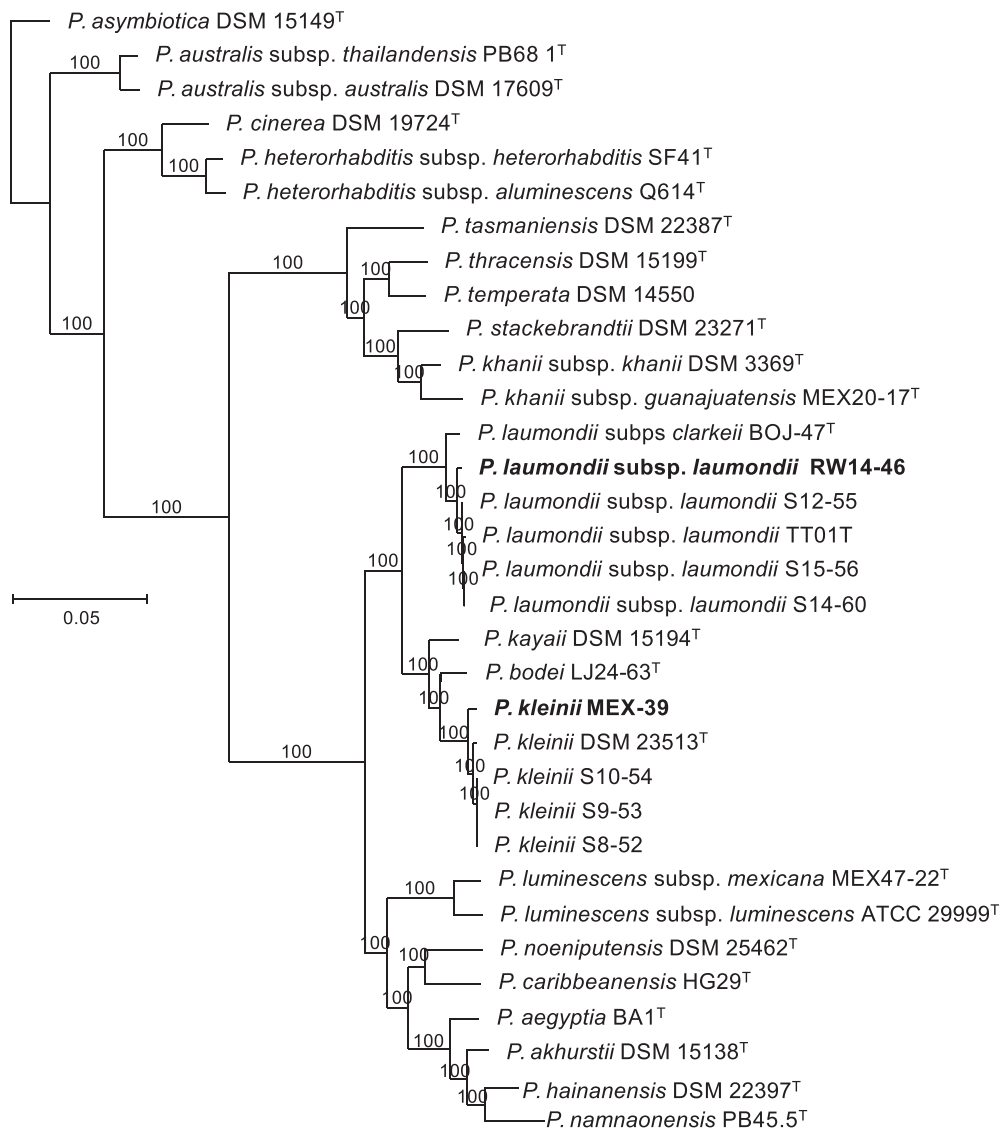 P. asymbiotica DSM 15149ᵀ
P. australis subsp. thailandensis PB68 1ᵀ
100
P. australis subsp. australis DSM 17609ᵀ
P. cinerea DSM 19724ᵀ
100
P. heterorhabditis subsp. heterorhabditis SF41ᵀ
100
P. heterorhabditis subsp. aluminescens Q614ᵀ
P. tasmaniensis DSM 22387ᵀ
100
P. thracensis DSM 15199ᵀ
100
P. temperata DSM 14550
100
100
P. stackebrandtii DSM 23271ᵀ
100
P. khanii subsp. khanii DSM 3369ᵀ
100
P. khanii subsp. guanajuatensis MEX20-17ᵀ
P. laumondii subps clarkeii BOJ-47ᵀ
100
P. laumondii subsp. laumondii RW14-46
100
P. laumondii subsp. laumondii S12-55
100
100
P. laumondii subsp. laumondii TT01T
100
100
P. laumondii subsp. laumondii S15-56
100
P. laumondii subsp. laumondii S14-60
0.05
P. kayaii DSM 15194ᵀ
100
P. bodei LJ24-63ᵀ
100
P. kleinii MEX-39
100
P. kleinii DSM 23513ᵀ
100
100
P. kleinii S10-54
100
P. kleinii S9-53
P. kleinii S8-52
P. luminescens subsp. mexicana MEX47-22ᵀ
100
P. luminescens subsp. luminescens ATCC 29999ᵀ
100
P. noeniputensis DSM 25462ᵀ
100
P. caribbeanensis HG29ᵀ
100
P. aegyptia BA1ᵀ
100
P. akhurstii DSM 15138ᵀ
100
P. hainanensis DSM 22397ᵀ
100
P. namnaonensis PB45.5ᵀ